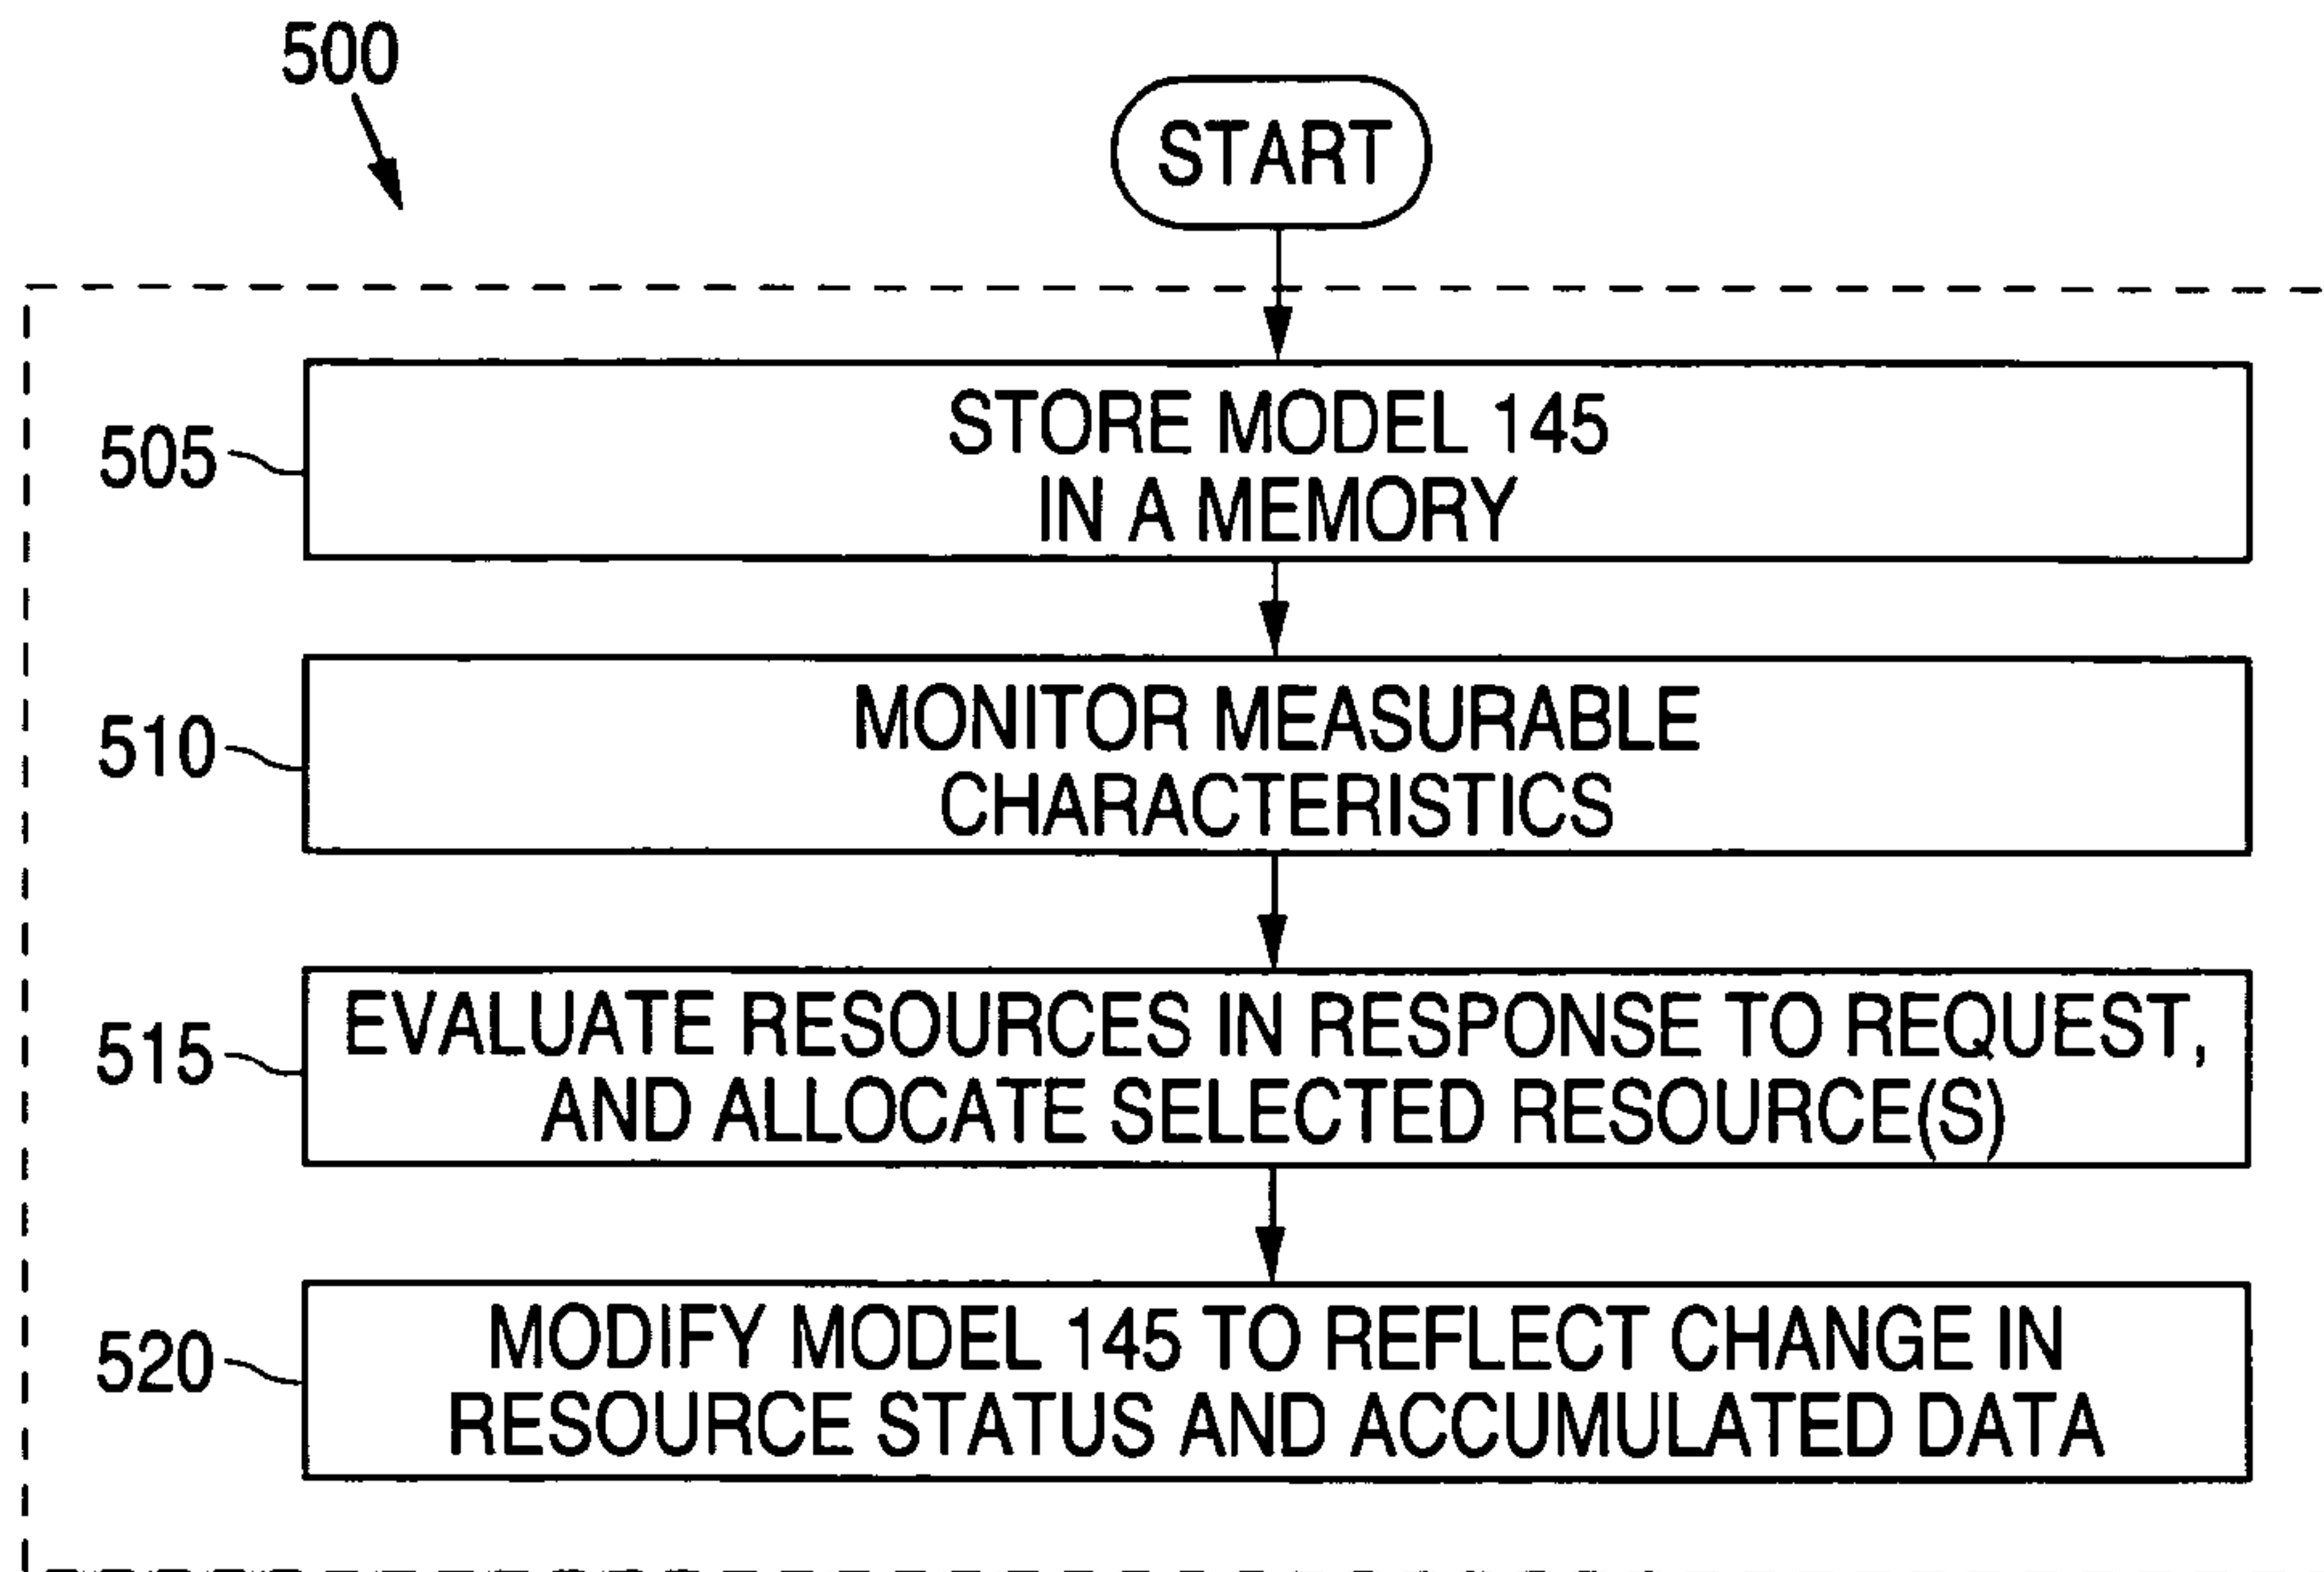 500
START
505
STORE MODEL 145
IN A MEMORY
510
MONITOR MEASURABLE
CHARACTERISTICS
515
EVALUATE RESOURCES IN RESPONSE TO REQUEST,
AND ALLOCATE SELECTED RESOURCE(S)
520
MODIFY MODEL 145 TO REFLECT CHANGE IN
RESOURCE STATUS AND ACCUMULATED DATA